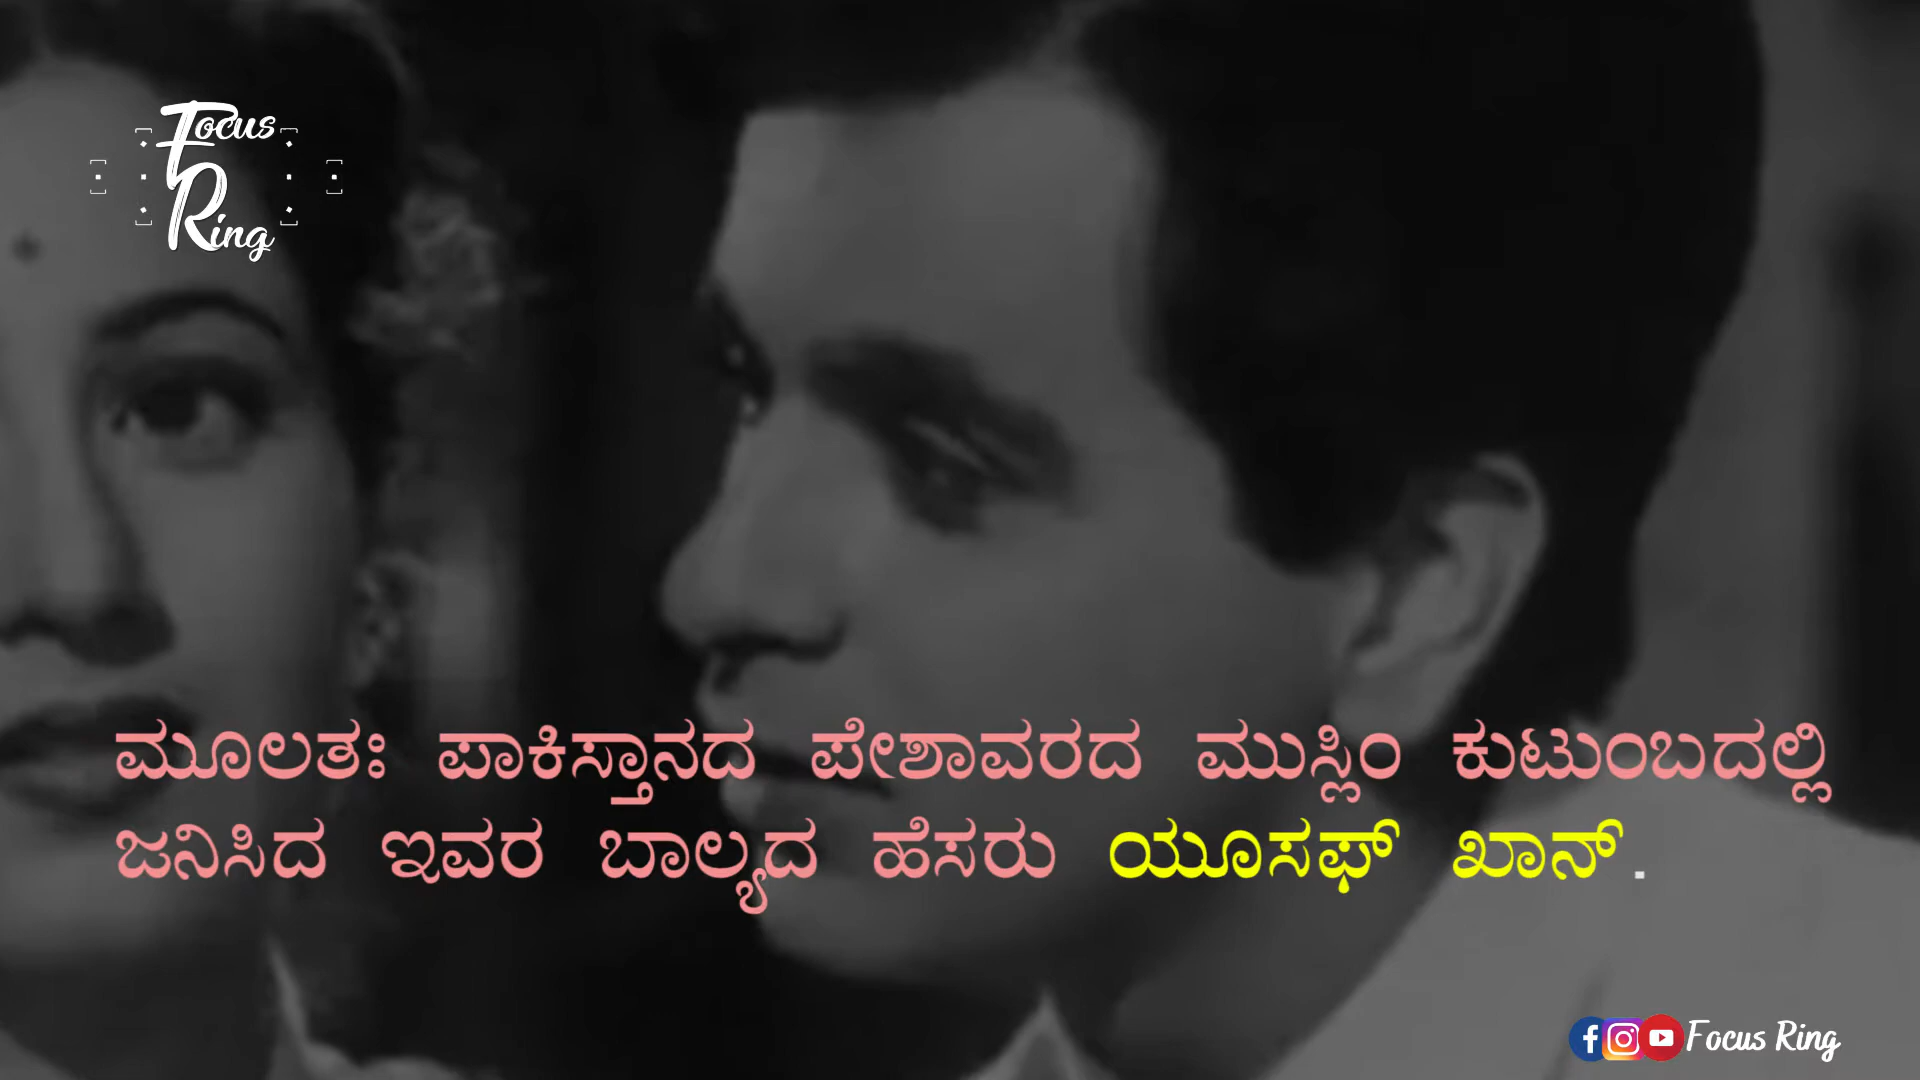 Focus
Ring
ಮೂಲತಃ ಪಾಕಿಸ್ತಾನದ ಪೇಶಾವರದ ಮುಸ್ಲಿಂ ಕುಟುಂಬದಲ್ಲಿ
ಜನಿಸಿದ ಇವರ ಬಾಲ್ಯದ ಹೆಸರು ಯೂಸಫ್ ಖಾನ್.
Focus Ring